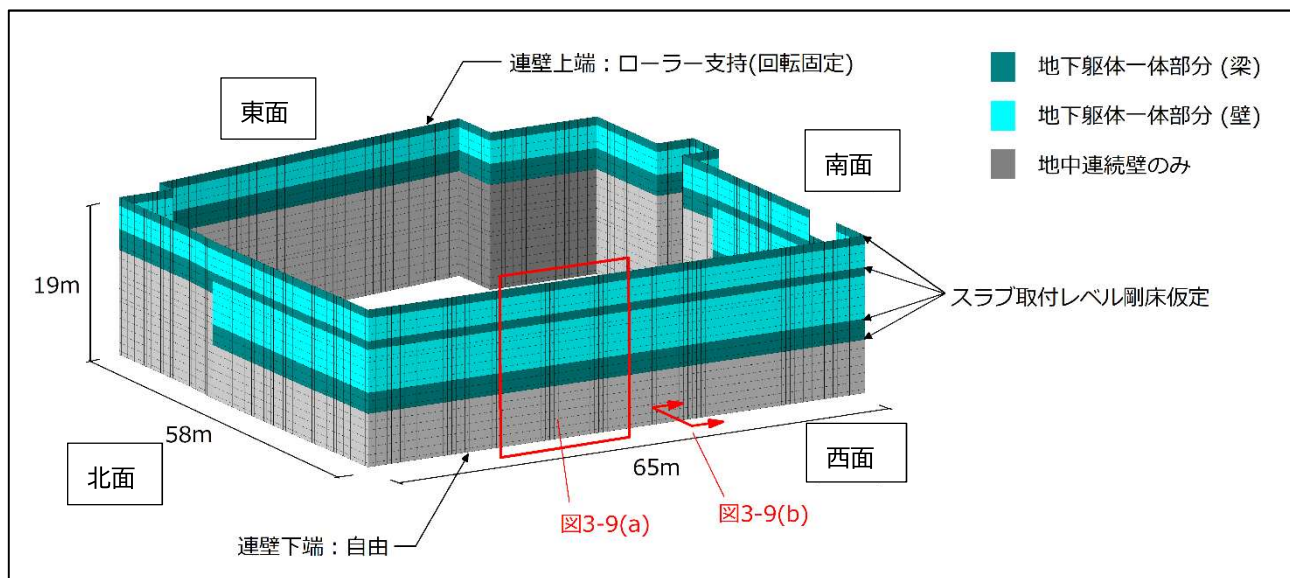 連壁上端：ローラー支持(回転固定)
地下躯体一体部分 (梁)
地下躯体一体部分 (壁)
地中連続壁のみ
東面
南面
19m
スラブ取付レベル剛床仮定
58m
65m
西面
北面
図3-9(a)
図3-9(b)
連壁下端：自由